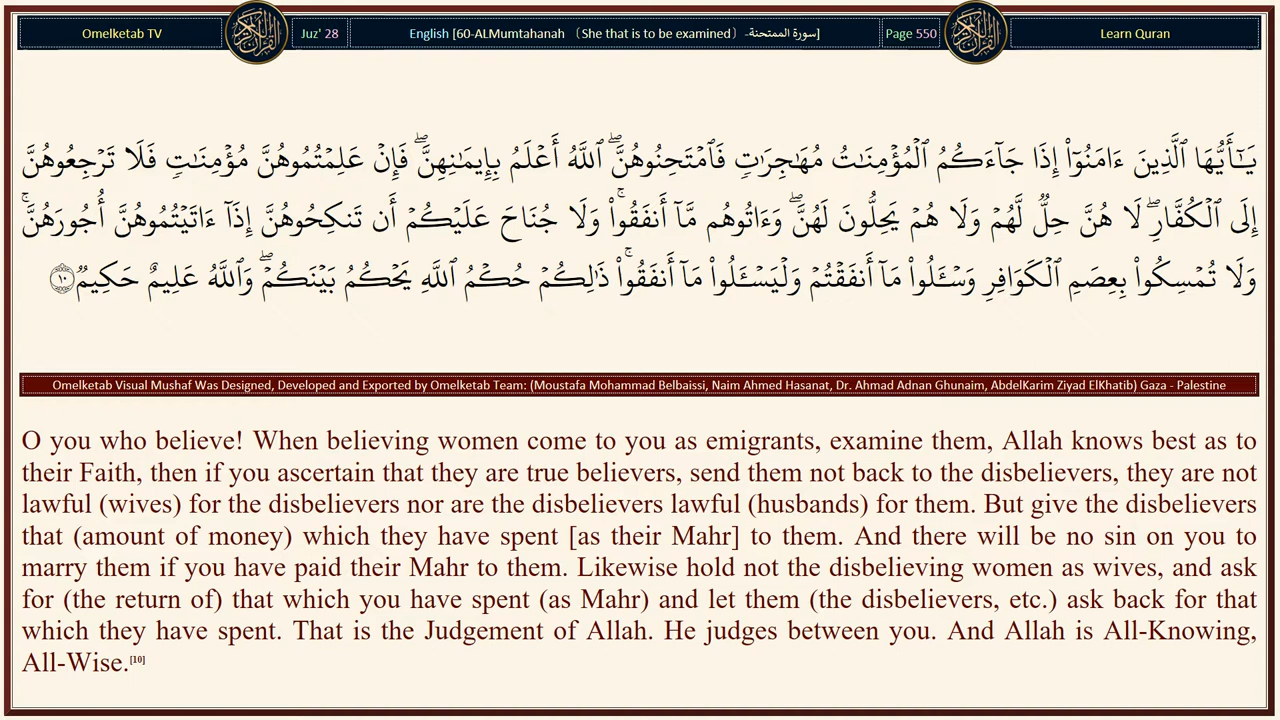 Omelketab TV
Juz' 28
English [60-ALMumtahanah 〔She that is to be examined〕 -سورة الممتحنة]
Page 550
Learn Quran
يَـٰٓأَيُّهَا ٱلَّذِينَ ءَامَنُوٓا۟ إِذَا جَآءَكُمُ ٱلْمُؤْمِنَـٰتُ مُهَـٰجِرَٰتٍۢ فَٱمْتَحِنُوهُنَّ ۖ ٱللَّهُ أَعْلَمُ بِإِيمَـٰنِهِنَّ ۖ فَإِنْ عَلِمْتُمُوهُنَّ مُؤْمِنَـٰتٍۢ فَلَا تَرْجِعُوهُنَّ
إِلَى ٱلْكُفَّارِ ۖ لَا هُنَّ حِلٌّۭ لَّهُمْ وَلَا هُمْ يَحِلُّونَ لَهُنَّ ۖ وَءَاتُوهُم مَّآ أَنفَقُوا۟ ۚ وَلَا جُنَاحَ عَلَيْكُمْ أَن تَنكِحُوهُنَّ إِذَآ ءَاتَيْتُمُوهُنَّ أُجُورَهُنَّ ۚ
وَلَا تُمْسِكُوا۟ بِعِصَمِ ٱلْكَوَافِرِ وَسْـَٔلُوا۟ مَآ أَنفَقْتُمْ وَلْيَسْـَٔلُوا۟ مَآ أَنفَقُوا۟ ۚ ذَٰلِكُمْ حُكْمُ ٱللَّهِ يَحْكُمُ بَيْنَكُمْ ۖ وَٱللَّهُ عَلِيمٌ حَكِيمٌۭ ١٠
Omelketab Visual Mushaf Was Designed, Developed and Exported by Omelketab Team: (Moustafa Mohammad Belbaissi, Naim Ahmed Hasanat, Dr. Ahmad Adnan Ghunaim, AbdelKarim Ziyad ElKhatib) Gaza - Palestine
O you who believe! When believing women come to you as emigrants, examine them, Allah knows best as to
their Faith, then if you ascertain that they are true believers, send them not back to the disbelievers, they are not
lawful (wives) for the disbelievers nor are the disbelievers lawful (husbands) for them. But give the disbelievers
that (amount of money) which they have spent [as their Mahr] to them. And there will be no sin on you to
marry them if you have paid their Mahr to them. Likewise hold not the disbelieving women as wives, and ask
for (the return of) that which you have spent (as Mahr) and let them (the disbelievers, etc.) ask back for that
which they have spent. That is the Judgement of Allah. He judges between you. And Allah is All-Knowing,
All-Wise.[10]